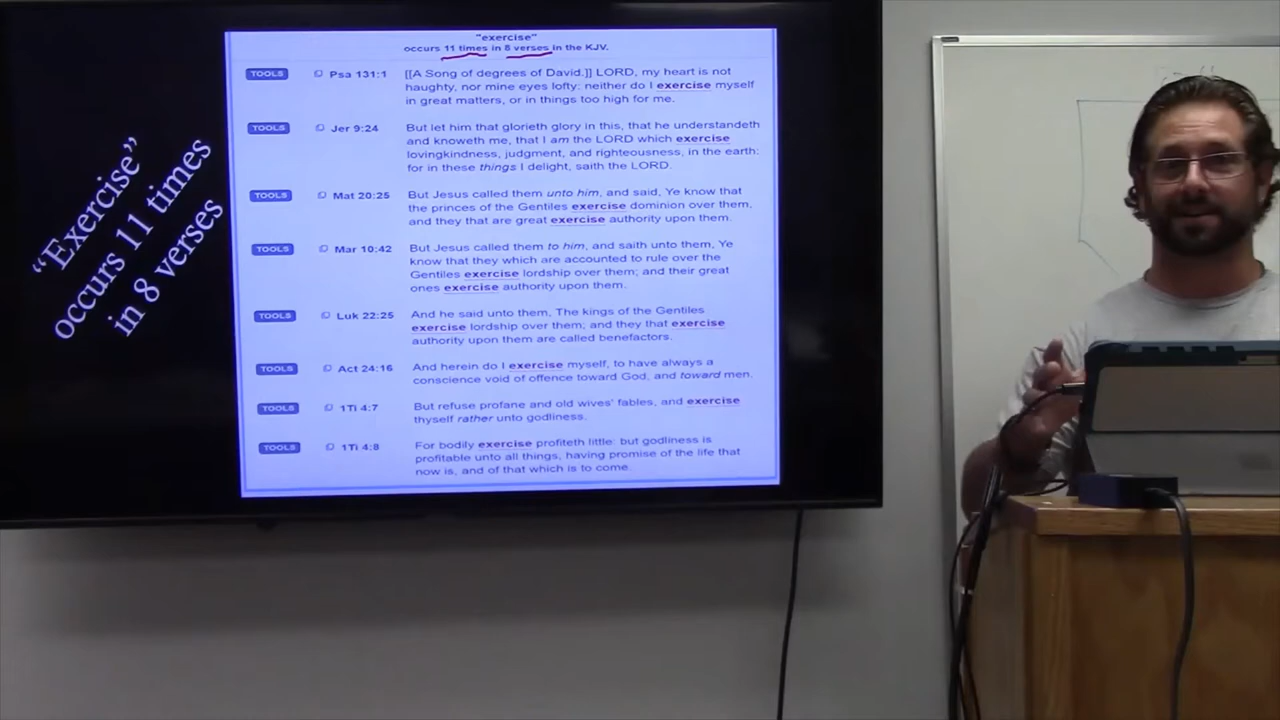 "Exercise"
occurs 11 times
in 8 verses
"exercise"
occurs 11 times in 8 verses in the KJV.
TOOLS Psa 131:1 [[A Song of degrees of David.]] LORD, my heart is not
haughty, nor mine eyes lofty: neither do I exercise myself
in great matters, or in things too high for me.
TOOLS Jer 9:24 But let him that glorieth glory in this, that he understandeth
and knoweth me, that I am the LORD which exercise
lovingkindness, judgment, and righteousness, in the earth:
for in these things I delight, saith the LORD.
TOOLS Mat 20:25 But Jesus called them unto him, and said, Ye know that
the princes of the Gentiles exercise dominion over them,
and they that are great exercise authority upon them.
TOOLS Mar 10:42 But Jesus called them to him, and saith unto them, Ye
know that they which are accounted to rule over the
Gentiles exercise lordship over them; and their great
ones exercise authority upon them.
TOOLS Luk 22:25 And he said unto them, The kings of the Gentiles
exercise lordship over them; and they that exercise
authority upon them are called benefactors.
TOOLS Act 24:16 And herein do I exercise myself, to have always a
conscience void of offence toward God, and toward men.
TOOLS 1Ti 4:7 But refuse profane and old wives' fables, and exercise
thyself rather unto godliness.
TOOLS 1Ti 4:8 For bodily exercise profiteth little: but godliness is
profitable unto all things, having promise of the life that
now is, and of that which is to come.